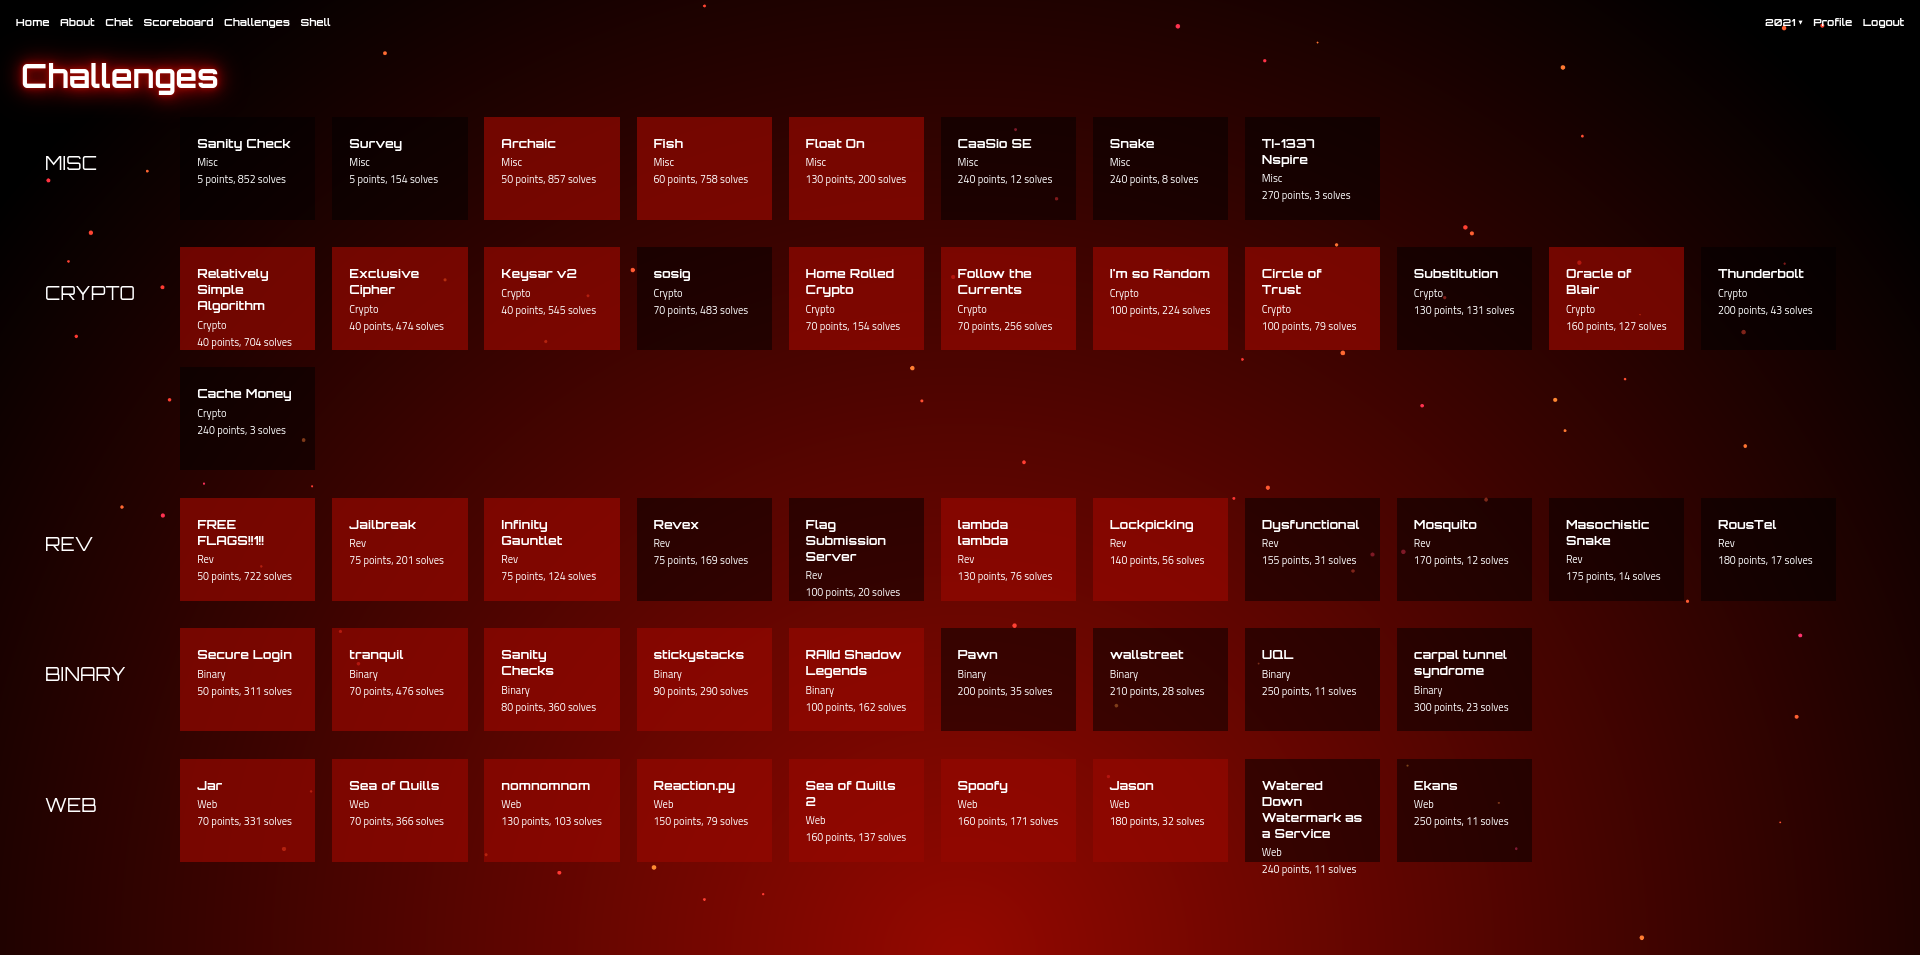 Home About Chat Scoreboard Challenges Shell
2021 ▾ Profile Logout
Challenges
MISC
Sanity Check
Misc
5 points, 852 solves
Survey
Misc
5 points, 154 solves
Archaic
Misc
50 points, 857 solves
Fish
Misc
60 points, 758 solves
Float On
Misc
130 points, 200 solves
CaaSio SE
Misc
240 points, 12 solves
Snake
Misc
240 points, 8 solves
TI-1337
Nspire
Misc
270 points, 3 solves
CRYPTO
Relatively
Simple
Algorithm
Crypto
40 points, 704 solves
Exclusive
Cipher
Crypto
40 points, 474 solves
Keysar v2
Crypto
40 points, 545 solves
sosig
Crypto
70 points, 483 solves
Home Rolled
Crypto
Crypto
70 points, 154 solves
Follow the
Currents
Crypto
70 points, 256 solves
I'm so Random
Crypto
100 points, 224 solves
Circle of
Trust
Crypto
100 points, 79 solves
Substitution
Crypto
130 points, 131 solves
Oracle of
Blair
Crypto
160 points, 127 solves
Thunderbolt
Crypto
200 points, 43 solves
Cache Money
Crypto
240 points, 3 solves
REV
FREE
FLAGS!!1!!
Rev
50 points, 722 solves
Jailbreak
Rev
75 points, 201 solves
Infinity
Gauntlet
Rev
75 points, 124 solves
Revex
Rev
75 points, 169 solves
Flag
Submission
Server
Rev
100 points, 20 solves
lambda
lambda
Rev
130 points, 76 solves
Lockpicking
Rev
140 points, 56 solves
Dysfunctional
Rev
155 points, 31 solves
Mosquito
Rev
170 points, 12 solves
Masochistic
Snake
Rev
175 points, 14 solves
RousTel
Rev
180 points, 17 solves
BINARY
Secure Login
Binary
50 points, 311 solves
tranquil
Binary
70 points, 476 solves
Sanity
Checks
Binary
80 points, 360 solves
stickystacks
Binary
90 points, 290 solves
RAIId Shadow
Legends
Binary
100 points, 162 solves
Pawn
Binary
200 points, 35 solves
wallstreet
Binary
210 points, 28 solves
UQL
Binary
250 points, 11 solves
carpal tunnel
syndrome
Binary
300 points, 23 solves
WEB
Jar
Web
70 points, 331 solves
Sea of Quills
Web
70 points, 366 solves
nomnomnom
Web
130 points, 103 solves
Reaction.py
Web
150 points, 79 solves
Sea of Quills
2
Web
160 points, 137 solves
Spoofy
Web
160 points, 171 solves
Jason
Web
180 points, 32 solves
Watered
Down
Watermark as
a Service
Web
240 points, 11 solves
Ekans
Web
250 points, 11 solves